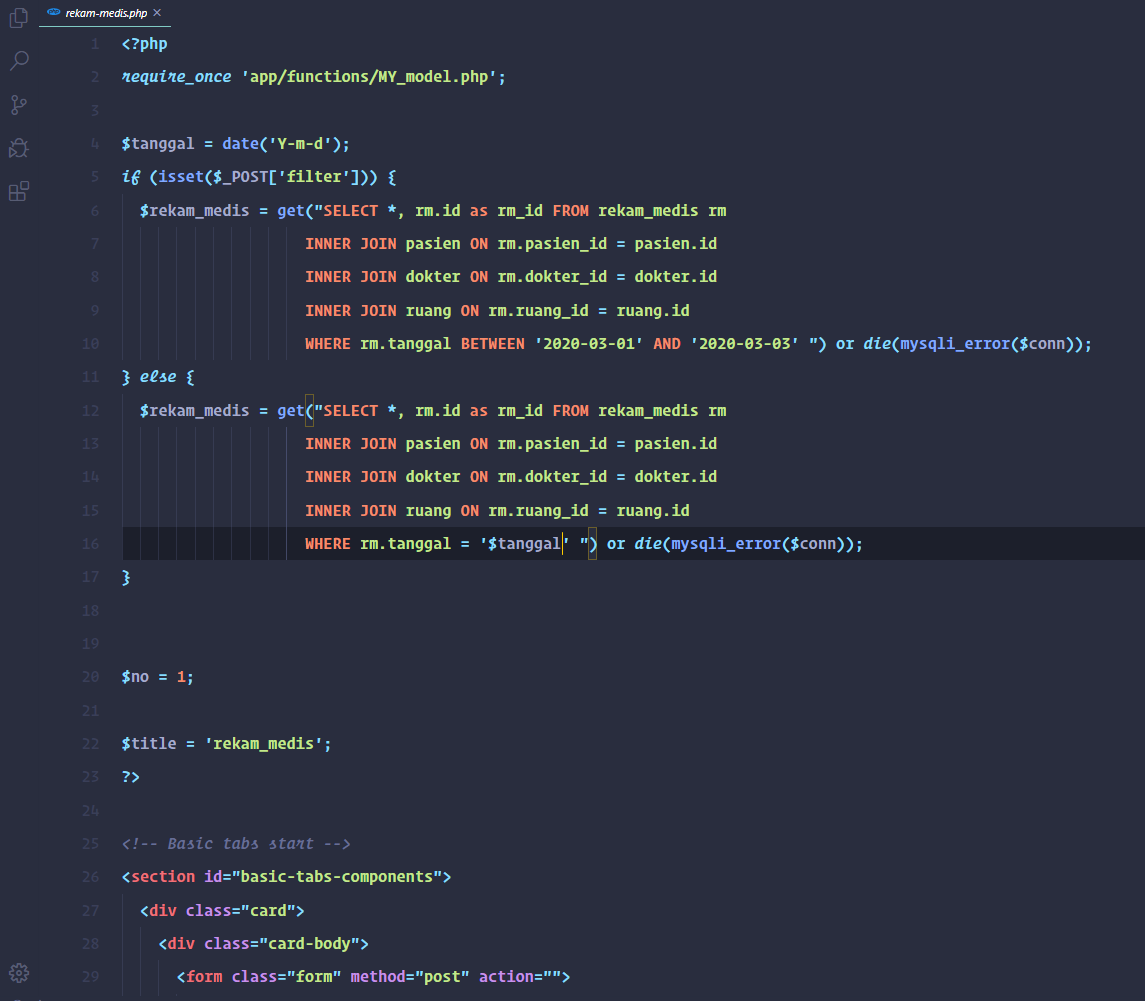 rekam-medis.php ×
1 <?php
2 require_once 'app/functions/MY_model.php';
3
4 $tanggal = date('Y-m-d');
5 if (isset($_POST['filter'])) {
6 $rekam_medis = get("SELECT *, rm.id as rm_id FROM rekam_medis rm
7 INNER JOIN pasien ON rm.pasien_id = pasien.id
8 INNER JOIN dokter ON rm.dokter_id = dokter.id
9 INNER JOIN ruang ON rm.ruang_id = ruang.id
10 WHERE rm.tanggal BETWEEN '2020-03-01' AND '2020-03-03' ") or die(mysqli_error($conn));
11 } else {
12 $rekam_medis = get("SELECT *, rm.id as rm_id FROM rekam_medis rm
13 INNER JOIN pasien ON rm.pasien_id = pasien.id
14 INNER JOIN dokter ON rm.dokter_id = dokter.id
15 INNER JOIN ruang ON rm.ruang_id = ruang.id
16 WHERE rm.tanggal = '$tanggal' ") or die(mysqli_error($conn));
17 }
18
19
20 $no = 1;
21
22 $title = 'rekam_medis';
23 ?>
24
25 <!-- Basic tabs start -->
26 <section id="basic-tabs-components">
27 <div class="card">
28 <div class="card-body">
29 <form class="form" method="post" action="">